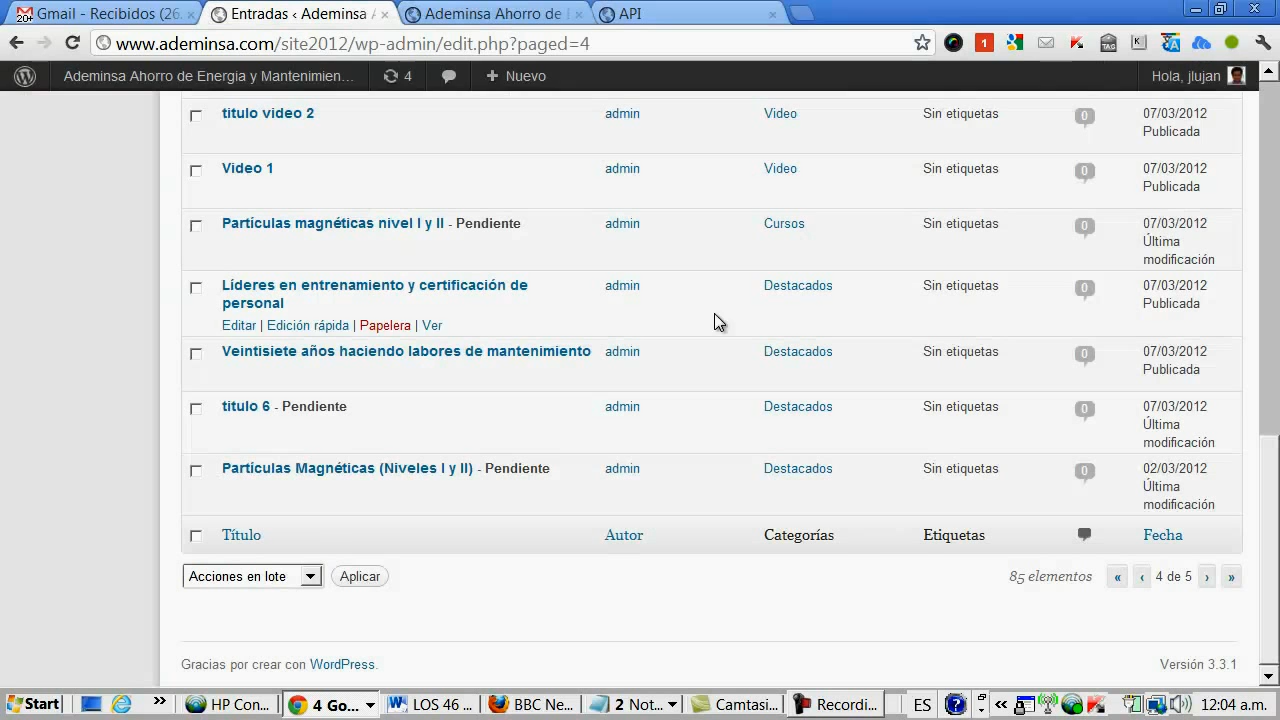 Gmail - Recibidos (26
Entradas ‹ Ademinsa A
Ademinsa Ahorro de
API
20+
www.ademinsa.com/site2012/wp-admin/edit.php?paged=4
1
TAG
Ademinsa Ahorro de Energia y Mantenimien...
4
Nuevo
Hola, jlujan
titulo video 2
admin
Video
Sin etiquetas
0
07/03/2012
Publicada
Video 1
admin
Video
Sin etiquetas
0
07/03/2012
Publicada
Partículas magnéticas nivel I y II - Pendiente
admin
Cursos
Sin etiquetas
0
07/03/2012
Última
modificación
Líderes en entrenamiento y certificación de
personal
Editar | Edición rápida | Papelera | Ver
admin
Destacados
Sin etiquetas
0
07/03/2012
Publicada
Veintisiete años haciendo labores de mantenimiento
admin
Destacados
Sin etiquetas
0
07/03/2012
Publicada
titulo 6 - Pendiente
admin
Destacados
Sin etiquetas
0
07/03/2012
Última
modificación
Partículas Magnéticas (Niveles I y II) - Pendiente
admin
Destacados
Sin etiquetas
0
02/03/2012
Última
modificación
Título
Autor
Categorías
Etiquetas
Fecha
Acciones en lote
Aplicar
85 elementos
«
‹
4 de 5
›
»
Gracias por crear con WordPress.
Versión 3.3.1
Start
»
HP Con...
4 Go...
LOS 46 ...
BBC Ne...
2 Not...
Camtasi...
Recordi...
ES
«
12:04 a.m.